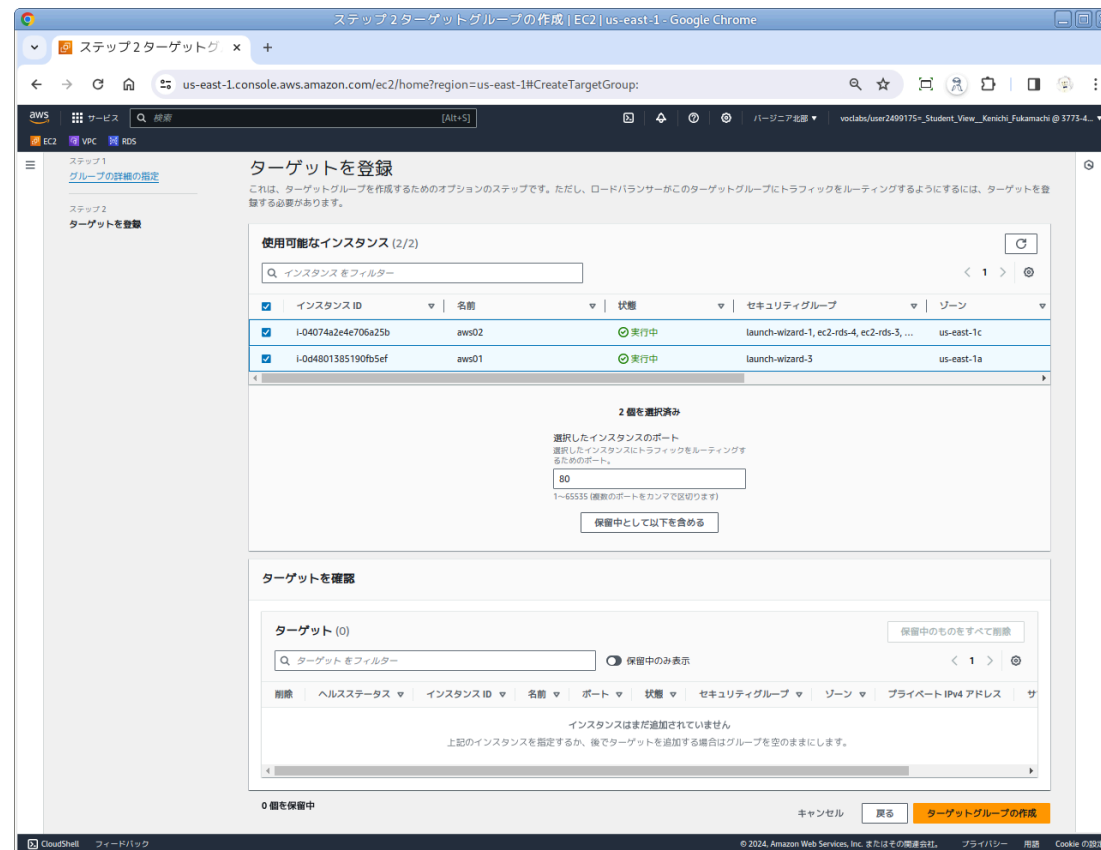 ステップ 2 ターゲットグループの作成 | EC2 | us-east-1 - Google Chrome
ステップ 2 ターゲットグ
us-east-1.console.aws.amazon.com/ec2/home?region=us-east-1#CreateTargetGroup:
aws サービス 検索 [Alt+S] バージニア北部 ▼ voclabs/user2499175=_Student_View__Kenichi_Fukamachi @ 3773-4... ▼
EC2 VPC RDS
ステップ 1
グループの詳細の指定
ステップ 2
ターゲットを登録
ターゲットを登録
これは、ターゲットグループを作成するためのオプションのステップです。ただし、ロードバランサーがこのターゲットグループにトラフィックをルーティングするようにするには、ターゲットを登
録する必要があります。
使用可能なインスタンス (2/2)
インスタンス をフィルター < 1 >
インスタンス ID 名前 状態 セキュリティグループ ゾーン
i-04074a2e4e706a25b aws02 実行中 launch-wizard-1, ec2-rds-4, ec2-rds-3, ... us-east-1c
i-0d4801385190fb5ef aws01 実行中 launch-wizard-3 us-east-1a
2 個を選択済み
選択したインスタンスのポート
選択したインスタンスにトラフィックをルーティングす
るためのポート。
80
1～65535 (複数のポートをカンマで区切ります)
保留中として以下を含める
ターゲットを確認
ターゲット (0) 保留中のものをすべて削除
ターゲット をフィルター 保留中のみ表示 < 1 >
削除 ヘルスステータス インスタンス ID 名前 ポート 状態 セキュリティグループ ゾーン プライベート IPv4 アドレス サ
インスタンスはまだ追加されていません
上記のインスタンスを指定するか、後でターゲットを追加する場合はグループを空のままにします。
0 個を保留中
キャンセル 戻る ターゲットグループの作成
CloudShell フィードバック © 2024, Amazon Web Services, Inc. またはその関連会社。 プライバシー 用語 Cookie の設定